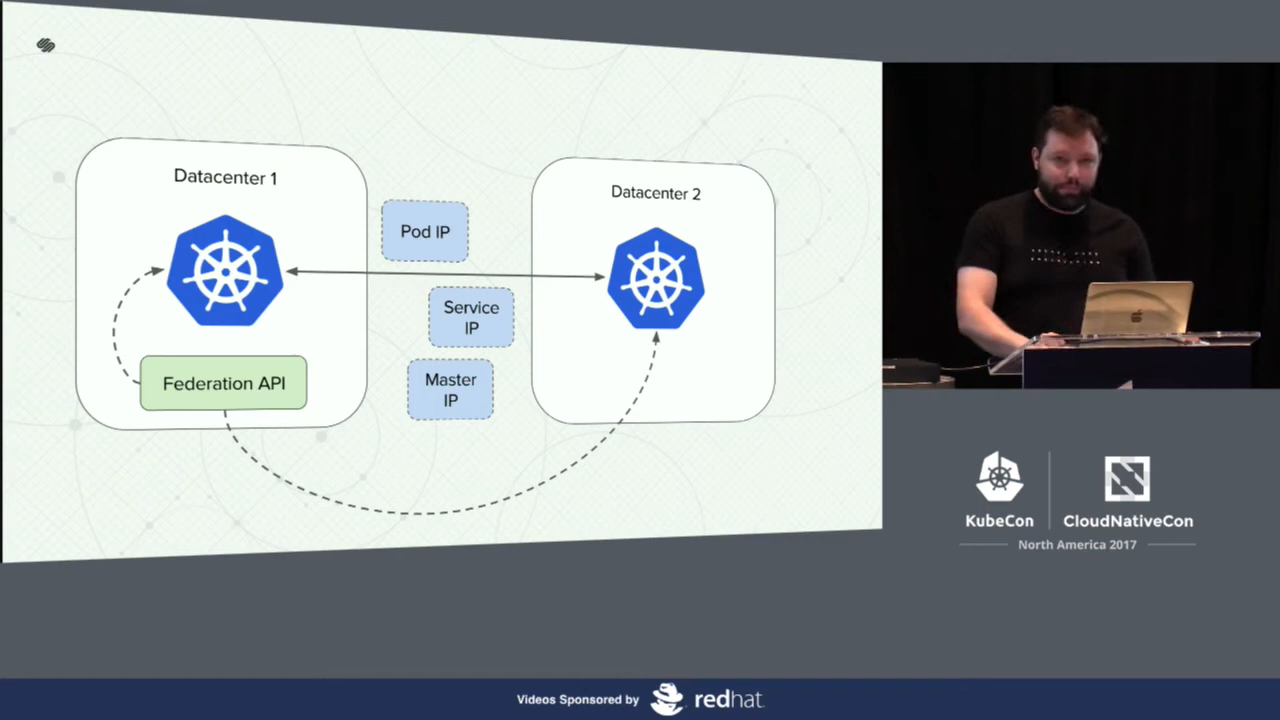 Datacenter 1
Datacenter 2
Pod IP
Service
IP
Master
IP
Federation API
KubeCon
CloudNativeCon
North America 2017
Videos Sponsored by
redhat